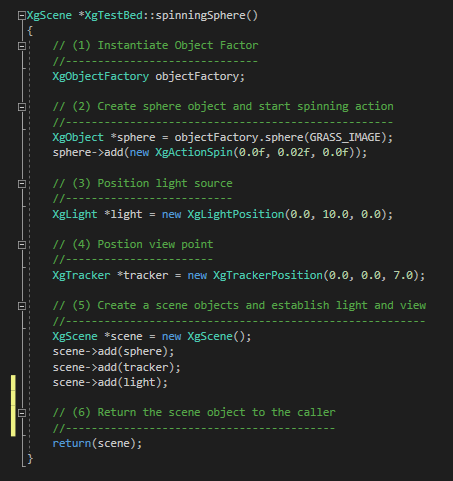 XgScene *XgTestBed::spinningSphere()
{
// (1) Instantiate Object Factor
//------------------------------
XgObjectFactory objectFactory;
// (2) Create sphere object and start spinning action
//---------------------------------------------------
XgObject *sphere = objectFactory.sphere(GRASS_IMAGE);
sphere->add(new XgActionSpin(0.0f, 0.02f, 0.0f));
// (3) Position light source
//--------------------------
XgLight *light = new XgLightPosition(0.0, 10.0, 0.0);
// (4) Postion view point
//-----------------------
XgTracker *tracker = new XgTrackerPosition(0.0, 0.0, 7.0);
// (5) Create a scene objects and establish light and view
//--------------------------------------------------------
XgScene *scene = new XgScene();
scene->add(sphere);
scene->add(tracker);
scene->add(light);
// (6) Return the scene object to the caller
//------------------------------------------
return(scene);
}